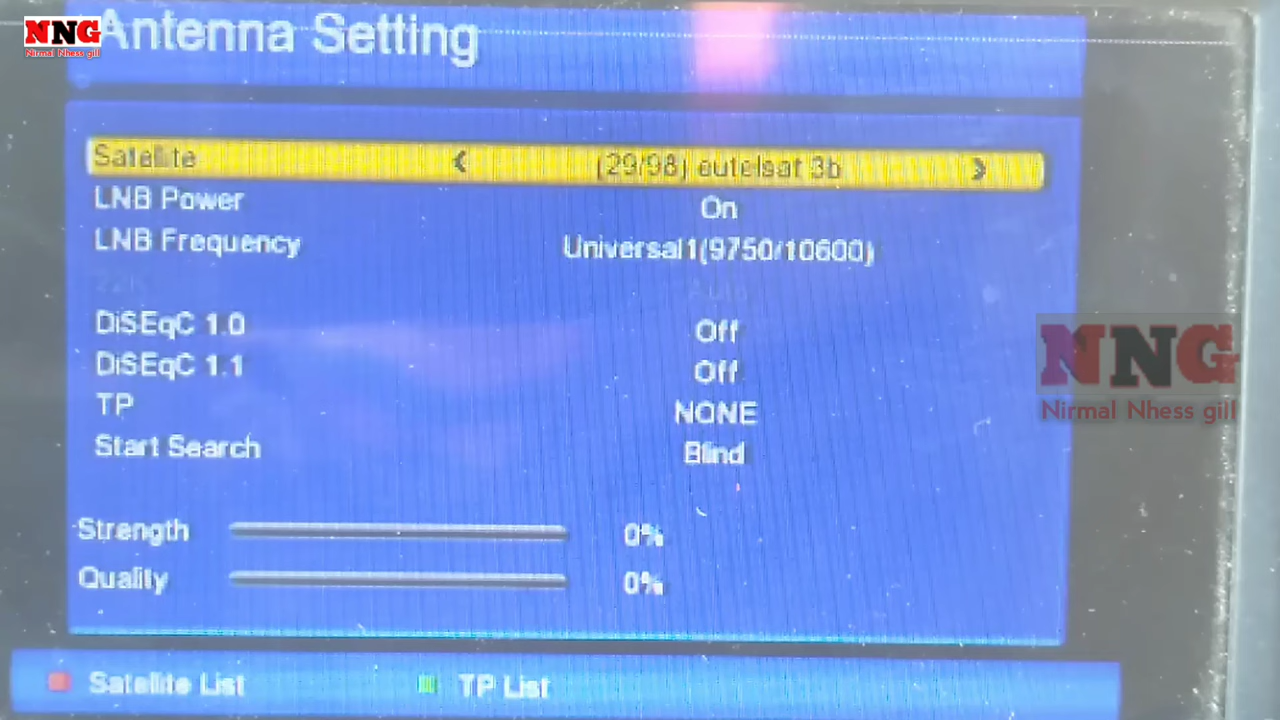 NNG
Nirmal Nhess gill
Antenna Setting
Satellite (29/98) eutelsat 3b
LNB Power On
LNB Frequency Universal1(9750/10600)
22K Auto
DiSEqC 1.0 Off
DiSEqC 1.1 Off
TP NONE
Start Search Blind
NNG
Nirmal Nhess gill
Strength 0%
Quality 0%
Satellite List TP List